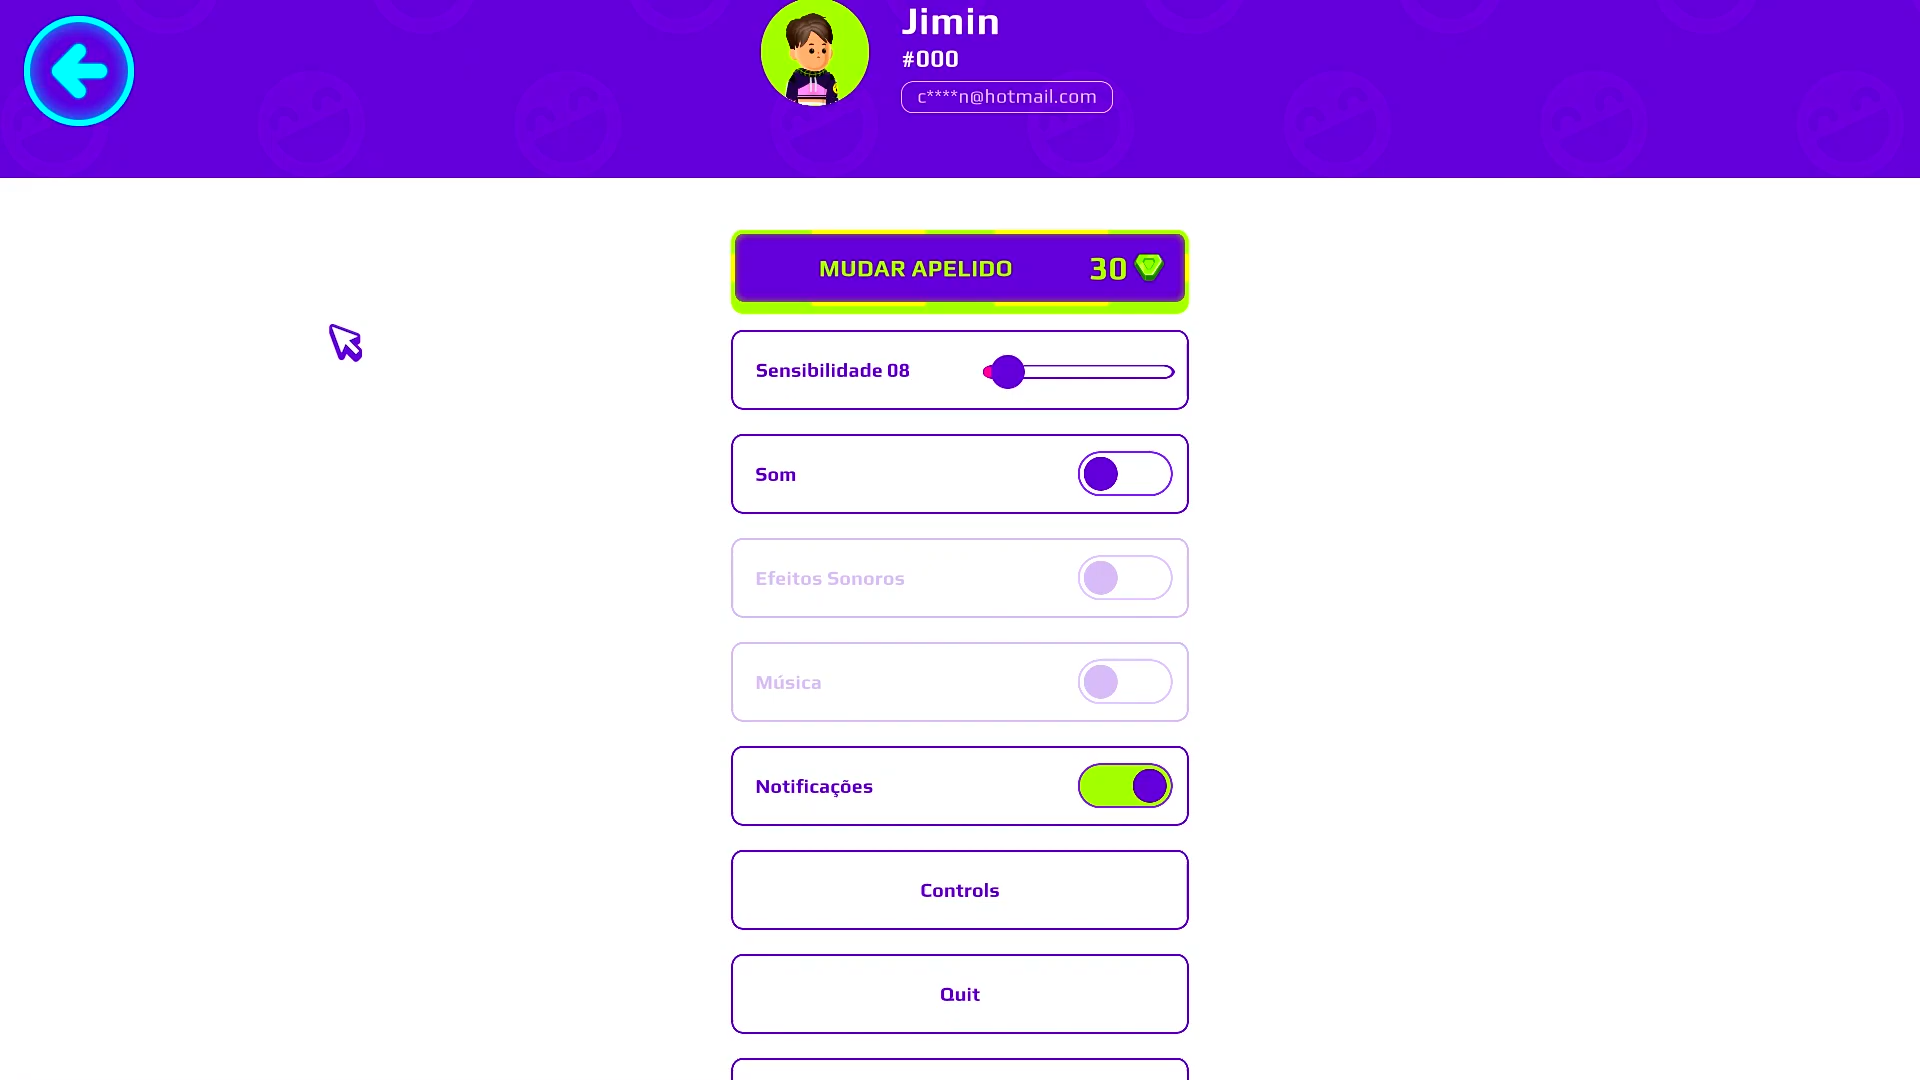 Jimin
#000
c****n@hotmail.com
MUDAR APELIDO 30
Sensibilidade 08
Som
Efeitos Sonoros
Música
Notificações
Controls
Quit